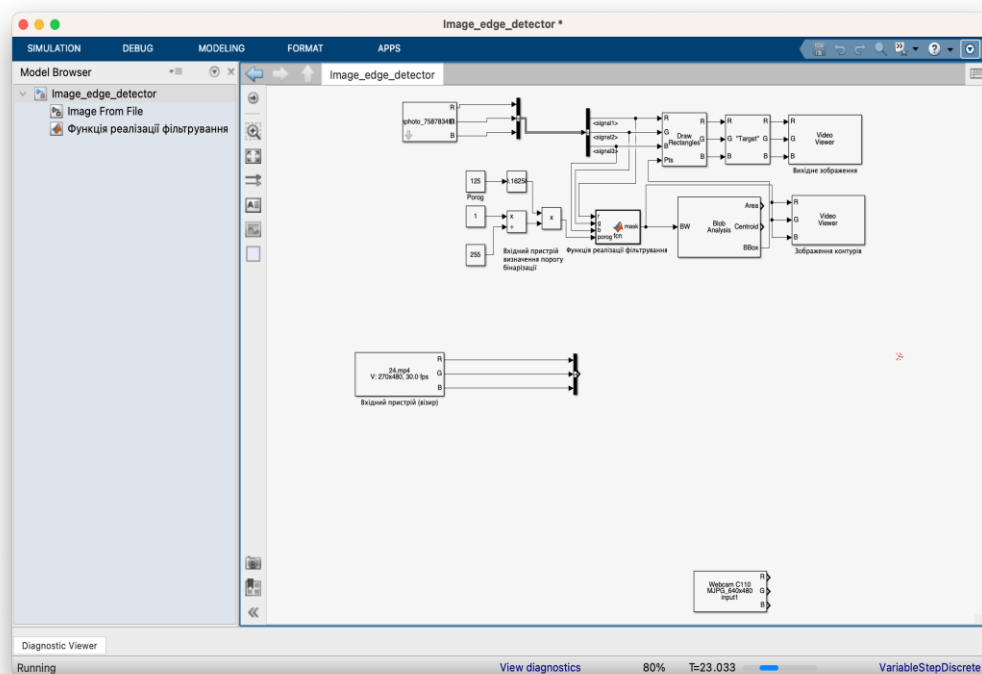 Image_edge_detector *
SIMULATION DEBUG MODELING FORMAT APPS
Model Browser
Image_edge_detector
Image_edge_detector
Image From File
Функція реалізації фільтрування
R
G
B
<signal1>
<signal2>
<signal3>
R
G
B
Pts
Draw
Rectangles
R
G
B
R
G
B
"Target"
R
G
B
R
G
B
Video
Viewer
Вихідне зображення
125
Porog
1
255
x
÷
x
Вхідний пристрій
визначення порогу
бінарізації
r
g
b
porog
fcn
mask
Функція реалізації фільтрування
BW
Blob
Analysis
Area
Centroid
BBox
R
G
B
Video
Viewer
Зображення контурів
24.mp4
V: 270x480, 30.0 fps
R
G
B
Вхідний пристрій (візир)
Webcam C110
MJPG_640x480
input1
R
G
B
Diagnostic Viewer
Running View diagnostics 80% T=23.033 VariableStepDiscrete